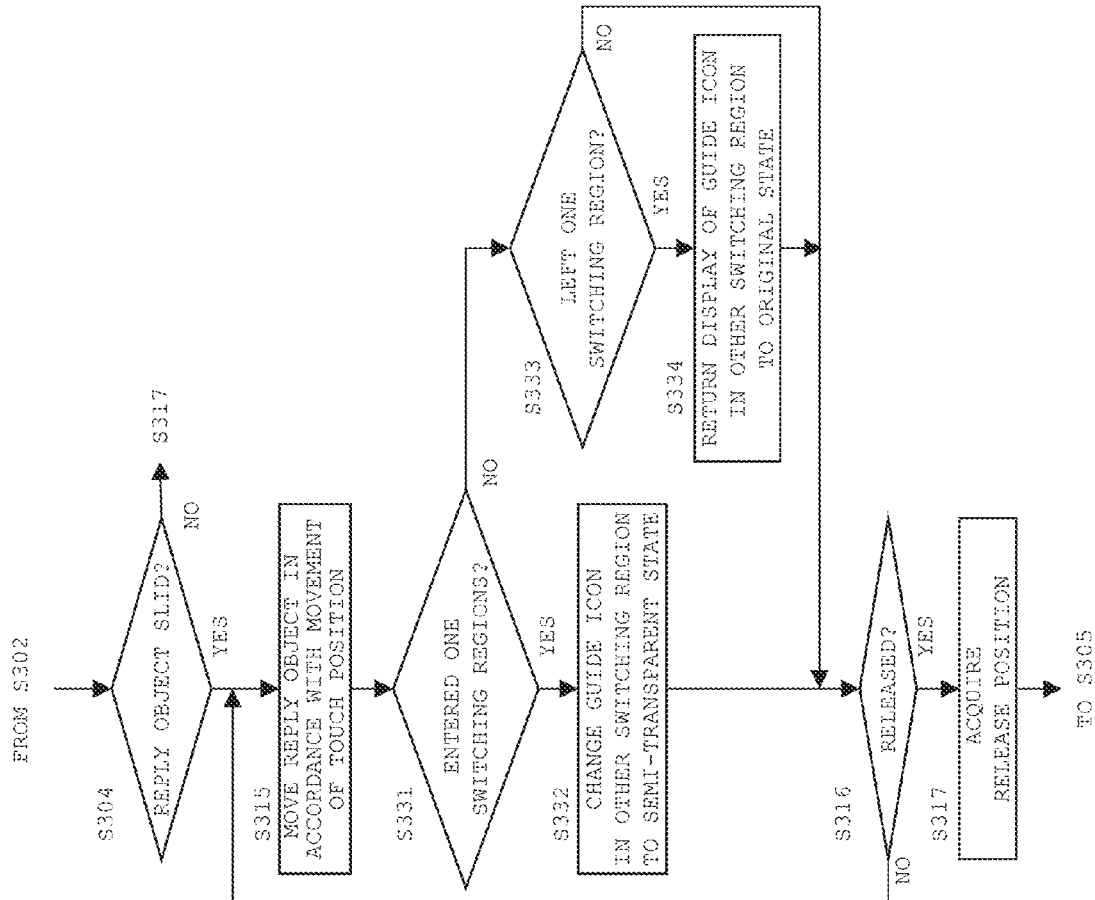 FROM S302
S304
REPLY OBJECT SLID?
NO
S317
YES
S315
MOVE REPLY OBJECT IN
ACCORDANCE WITH MOVEMENT
OF TOUCH POSITION
S331
ENTERED ONE
SWITCHING REGIONS?
NO
YES
S332
CHANGE GUIDE ICON
IN OTHER SWITCHING REGION
TO SEMI-TRANSPARENT STATE
S333
LEFT ONE
SWITCHING REGION?
NO
YES
S334
RETURN DISPLAY OF GUIDE ICON
IN OTHER SWITCHING REGION
TO ORIGINAL STATE
S316
RELEASED?
NO
YES
S317
ACQUIRE
RELEASE POSITION
TO S305